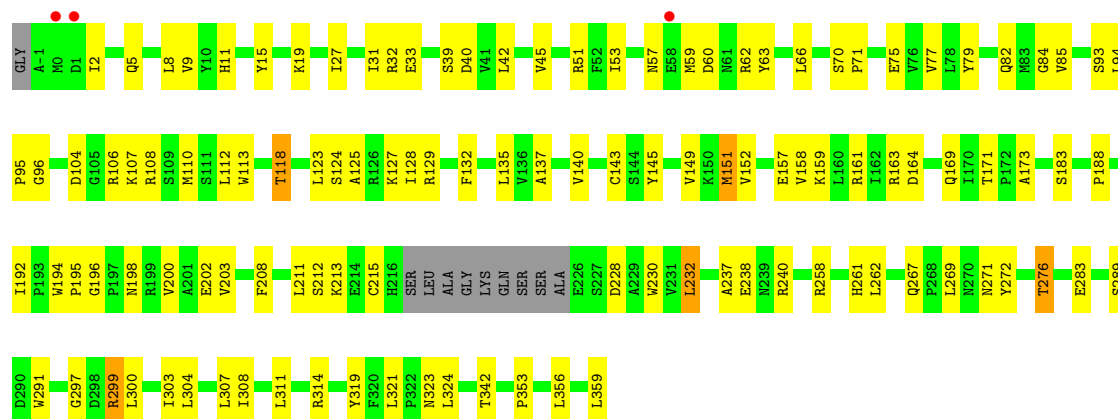 GLY A-1 M0 D1 I2 Q5 L8 V9 Y10 H11 Y15 K19 I27 I31 R32 E33 S39 D40 V41 L42 V45 R51 F52 I53 N57 E58 M59 D60 N61 R62 Y63 L66 S70 P71 E75 V76 V77 L78 Y79 Q82 M83 G84 V85 S93 L94
P95 G96 D104 G105 R106 K107 R108 S109 M110 S111 L112 W113 T118 L123 S124 A125 R126 K127 I128 R129 F132 L135 V136 A137 V140 C143 S144 Y145 V149 K150 M151 V152 E157 V158 K159 L160 R161 I162 R163 D164 Q169 I170 T171 P172 A173 S183 P188
I192 P193 W194 P195 G196 P197 N198 R199 V200 A201 E202 V203 F208 L211 S212 K213 E214 C215 H216 SER LEU ALA GLY LYS GLN SER SER ALA E226 S227 D228 A229 W230 V231 L232 A237 E238 N239 R240 R258 H261 L262 Q267 P268 L269 N270 N271 Y272 T276 E283 S289
D290 W291 G297 D298 R299 L300 I303 L304 L307 I308 L311 R314 Y319 F320 L321 P322 N323 L324 T342 P353 L356 L359